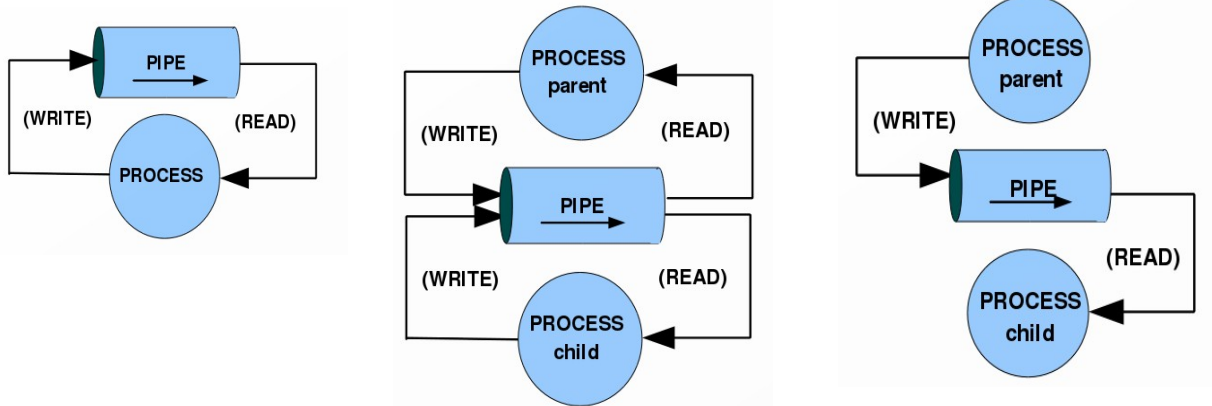 PIPE
(WRITE)
(READ)
PROCESS
PROCESS
parent
(WRITE)
(READ)
PIPE
(WRITE)
(READ)
PROCESS
child
PROCESS
parent
(WRITE)
PIPE
(READ)
PROCESS
child